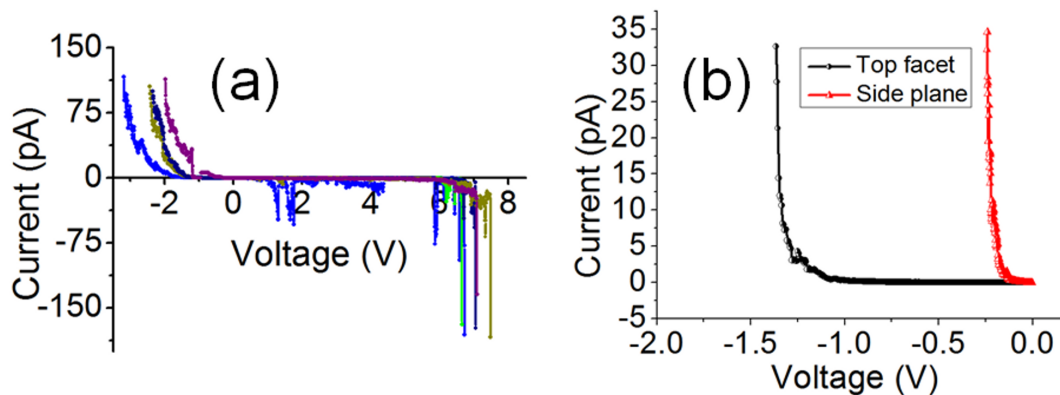 (a)
Current (pA)
150
75
0
-75
-150
-2 0 2 4 6 8
Voltage (V)
(b)
Top facet
Side plane
Current (pA)
35
30
25
20
15
10
5
0
-5
-2.0 -1.5 -1.0 -0.5 0.0
Voltage (V)